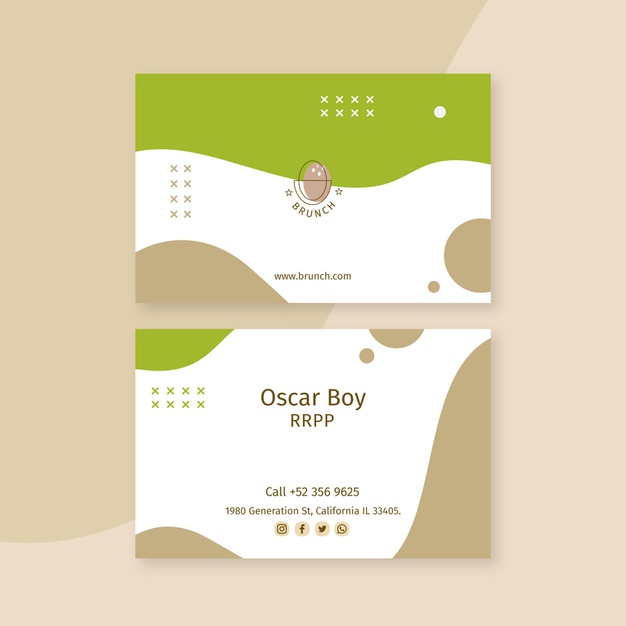 BRUNCH
www.brunch.com
Oscar Boy
RRPP
Call +52 356 9625
1980 Generation St, California IL 33405.